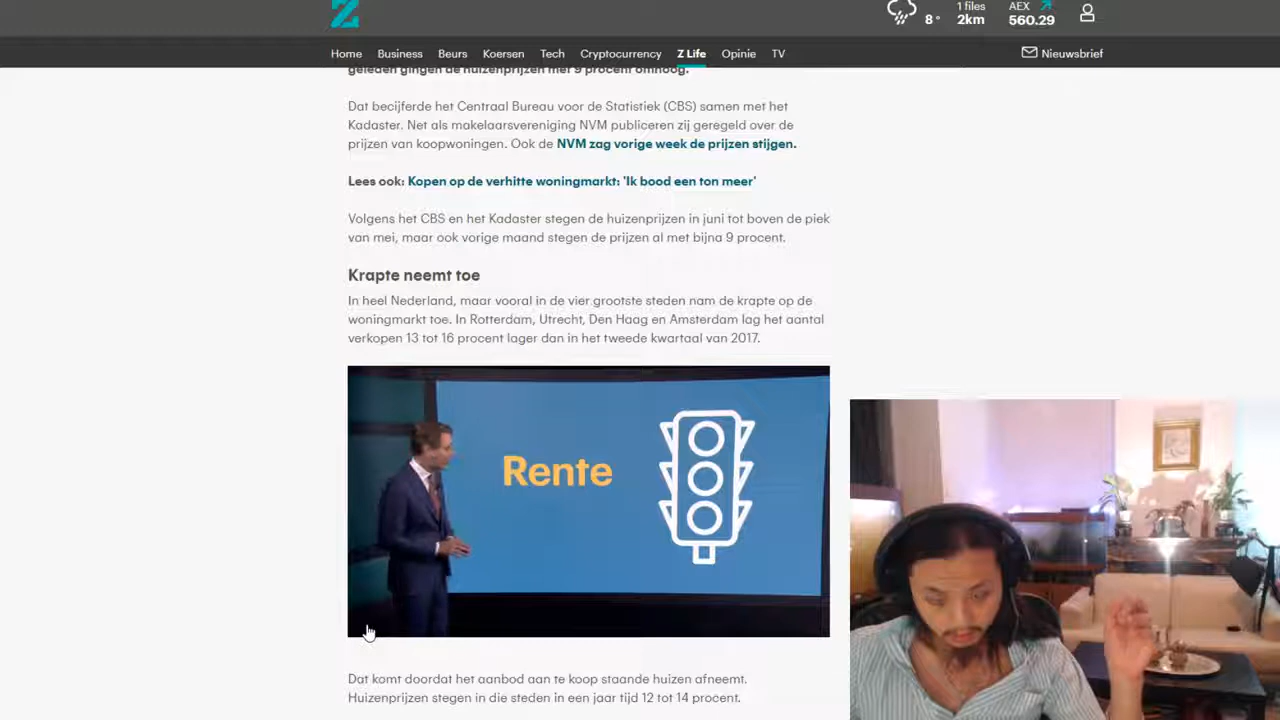 Z
8°
1 files
2km
AEX
560.29
Home Business Beurs Koersen Tech Cryptocurrency Z Life Opinie TV Nieuwsbrief
geleden gingen de huizenprijzen met 9 procent omhoog.
Dat becijferde het Centraal Bureau voor de Statistiek (CBS) samen met het
Kadaster. Net als makelaarsvereniging NVM publiceren zij geregeld over de
prijzen van koopwoningen. Ook de NVM zag vorige week de prijzen stijgen.
Lees ook: Kopen op de verhitte woningmarkt: 'Ik bood een ton meer'
Volgens het CBS en het Kadaster stegen de huizenprijzen in juni tot boven de piek
van mei, maar ook vorige maand stegen de prijzen al met bijna 9 procent.
Krapte neemt toe
In heel Nederland, maar vooral in de vier grootste steden nam de krapte op de
woningmarkt toe. In Rotterdam, Utrecht, Den Haag en Amsterdam lag het aantal
verkopen 13 tot 16 procent lager dan in het tweede kwartaal van 2017.
Rente
Dat komt doordat het aanbod aan te koop staande huizen afneemt.
Huizenprijzen stegen in die steden in een jaar tijd 12 tot 14 procent.